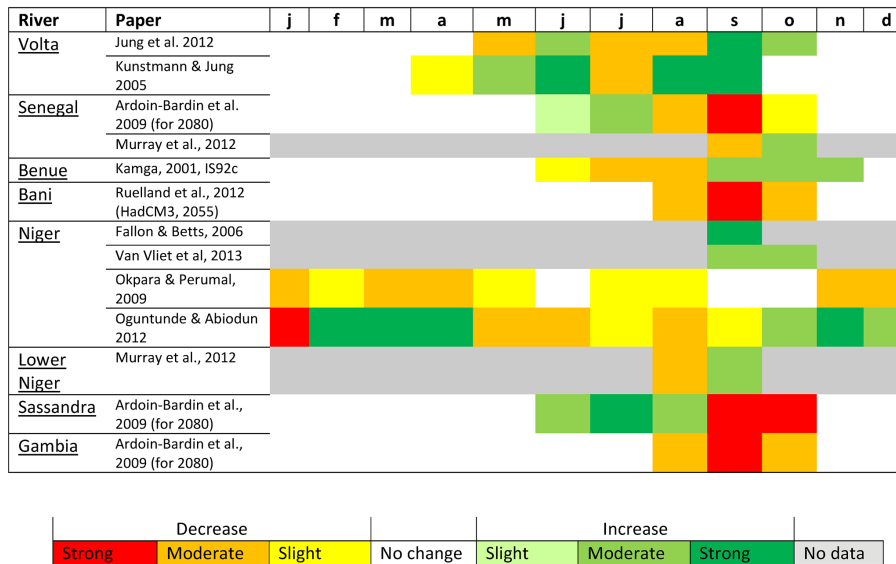 River Paper j f m a m j j a s o n d
Volta Jung et al. 2012
Kunstmann & Jung
2005
Senegal Ardoin-Bardin et al.
2009 (for 2080)
Murray et al., 2012
Benue Kamga, 2001, IS92c
Bani Ruelland et al., 2012
(HadCM3, 2055)
Niger Fallon & Betts, 2006
Van Vliet et al, 2013
Okpara & Perumal,
2009
Oguntunde & Abiodun
2012
Lower Murray et al., 2012
Niger
Sassandra Ardoin-Bardin et al.,
2009 (for 2080)
Gambia Ardoin-Bardin et al.,
2009 (for 2080)
Decrease Increase
Strong Moderate Slight No change Slight Moderate Strong No data